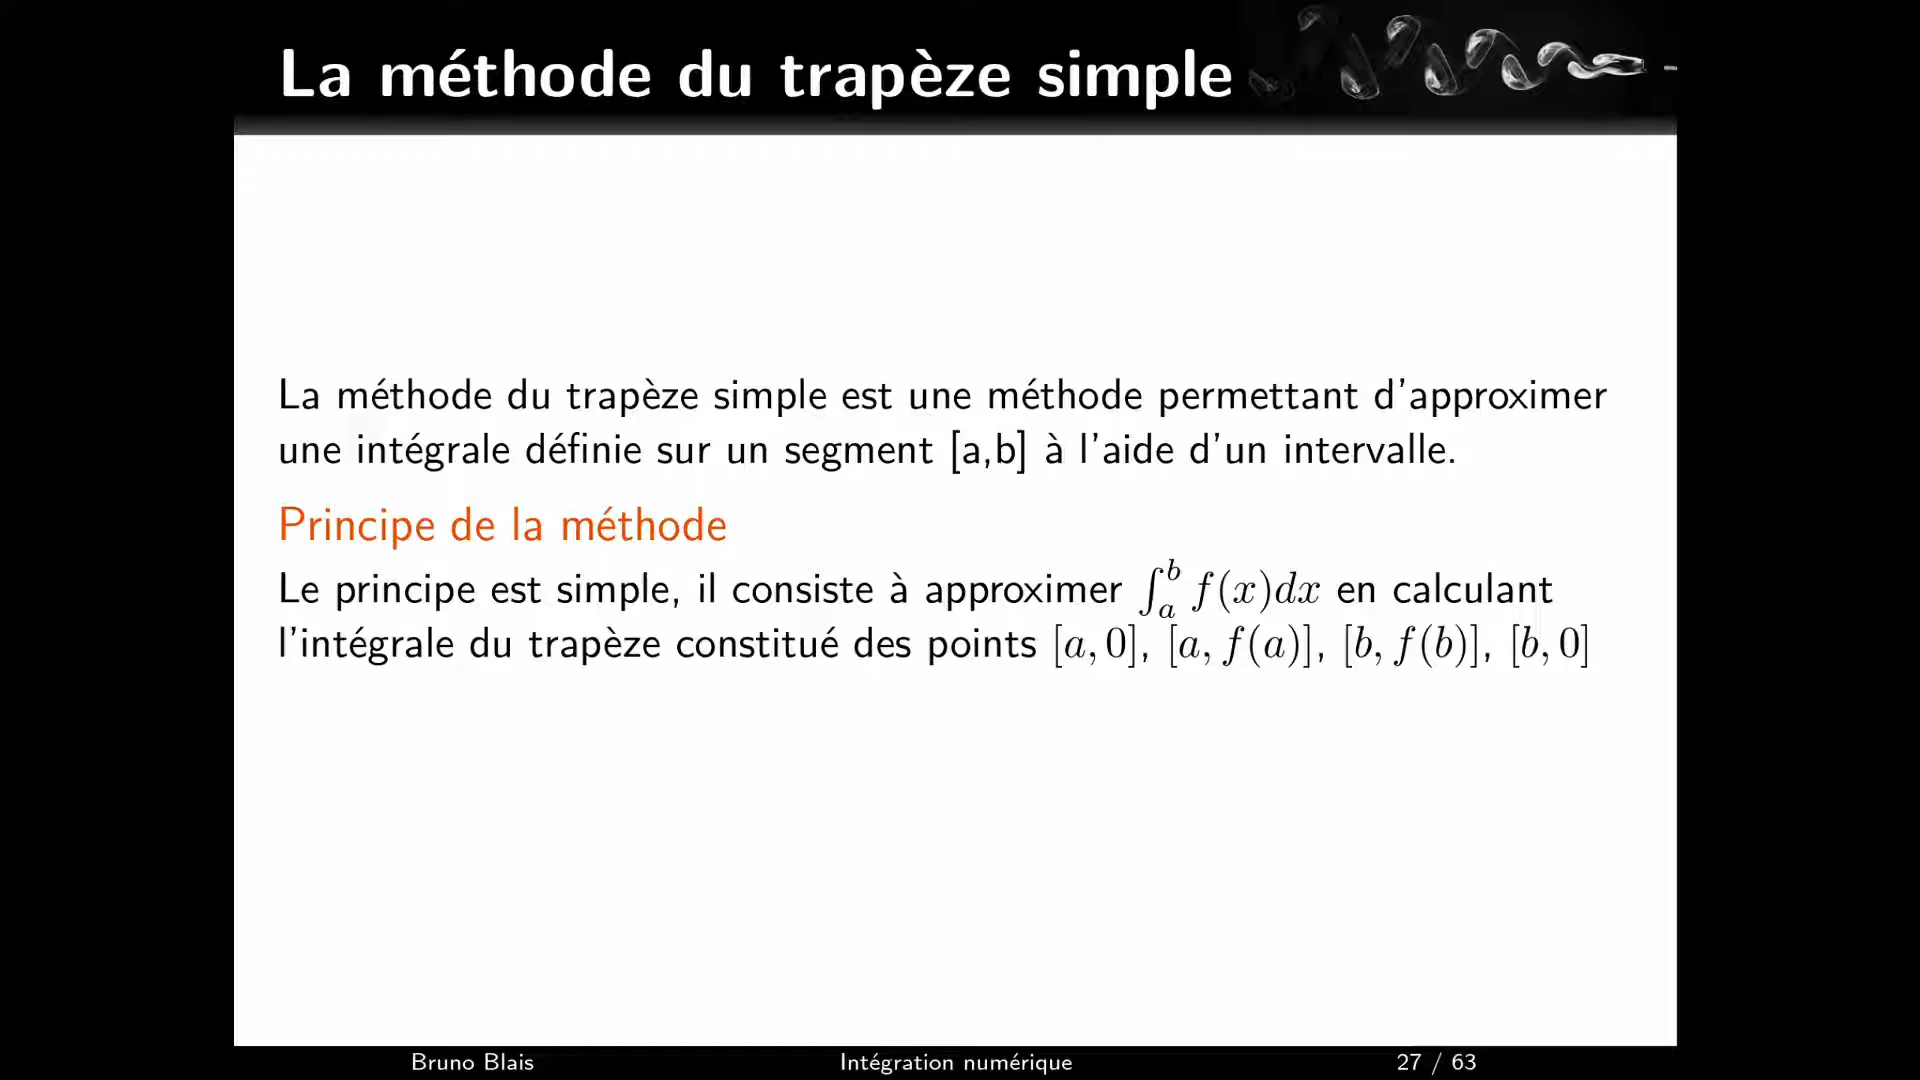 La méthode du trapèze simple
La méthode du trapèze simple est une méthode permettant d'approximer
une intégrale définie sur un segment [a,b] à l'aide d'un intervalle.
Principe de la méthode
Le principe est simple, il consiste à approximer ∫_a^b f(x)dx en calculant
l'intégrale du trapèze constitué des points [a, 0], [a, f(a)], [b, f(b)], [b, 0]
Bruno Blais Intégration numérique 27 / 63